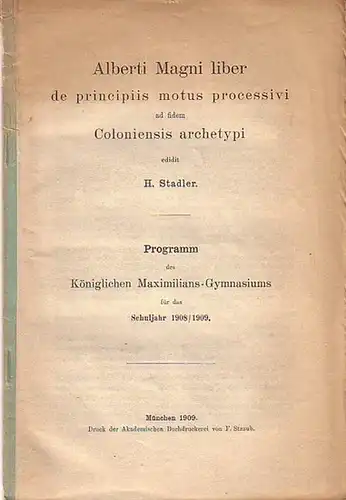 Alberti Magni liber
de principiis motus processivi
ad fidem
Coloniensis archetypi
edidit
H. Stadler.
Programm
des
Königlichen Maximilians-Gymnasiums
für das
Schuljahr 1908/1909.
München 1909.
Druck der Akademischen Buchdruckerei von F. Straub.